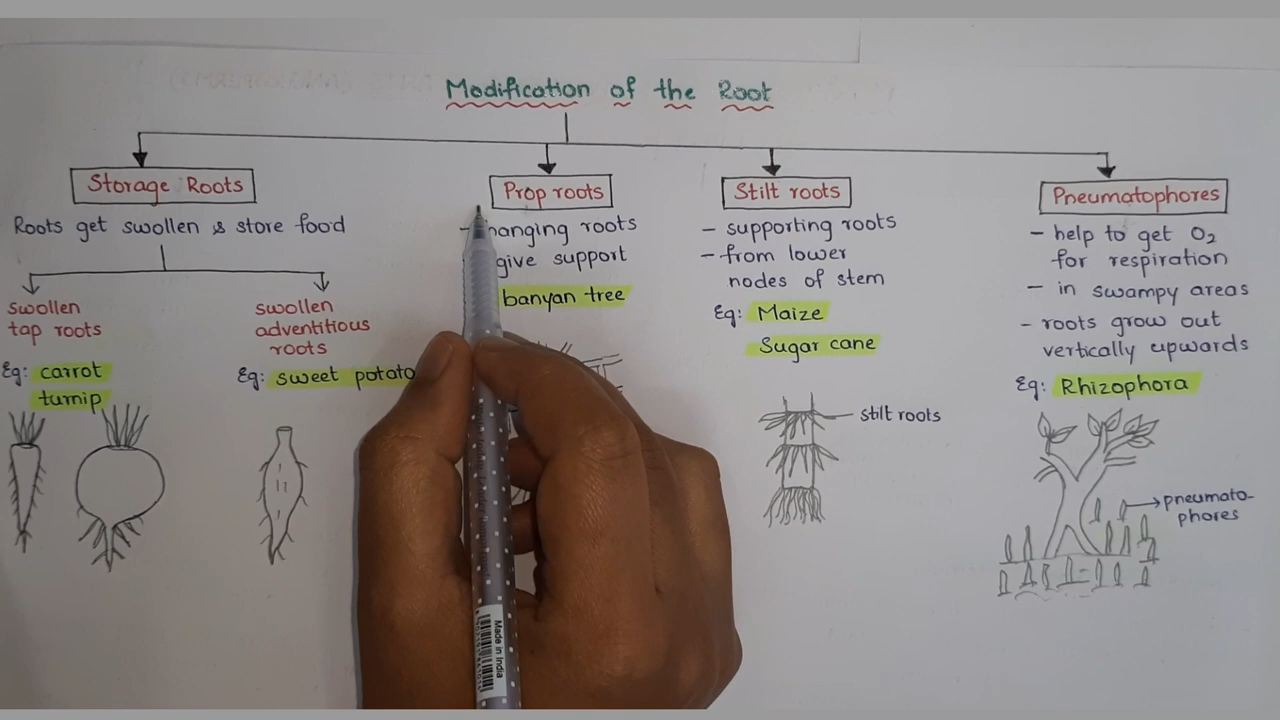 Modification of the Root
Storage Roots
Roots get swollen & store food
swollen
tap roots
Eg: carrot
turnip
swollen
adventitious
roots
Eg: sweet potato
Prop roots
- hanging roots
give support
banyan tree
Stilt roots
- supporting roots
- from lower
nodes of stem
Eg: Maize
Sugar cane
stilt roots
Pneumatophores
- help to get O₂
for respiration
- in swampy areas
- roots grow out
vertically upwards
Eg: Rhizophora
pneumato-
phores
Made in India